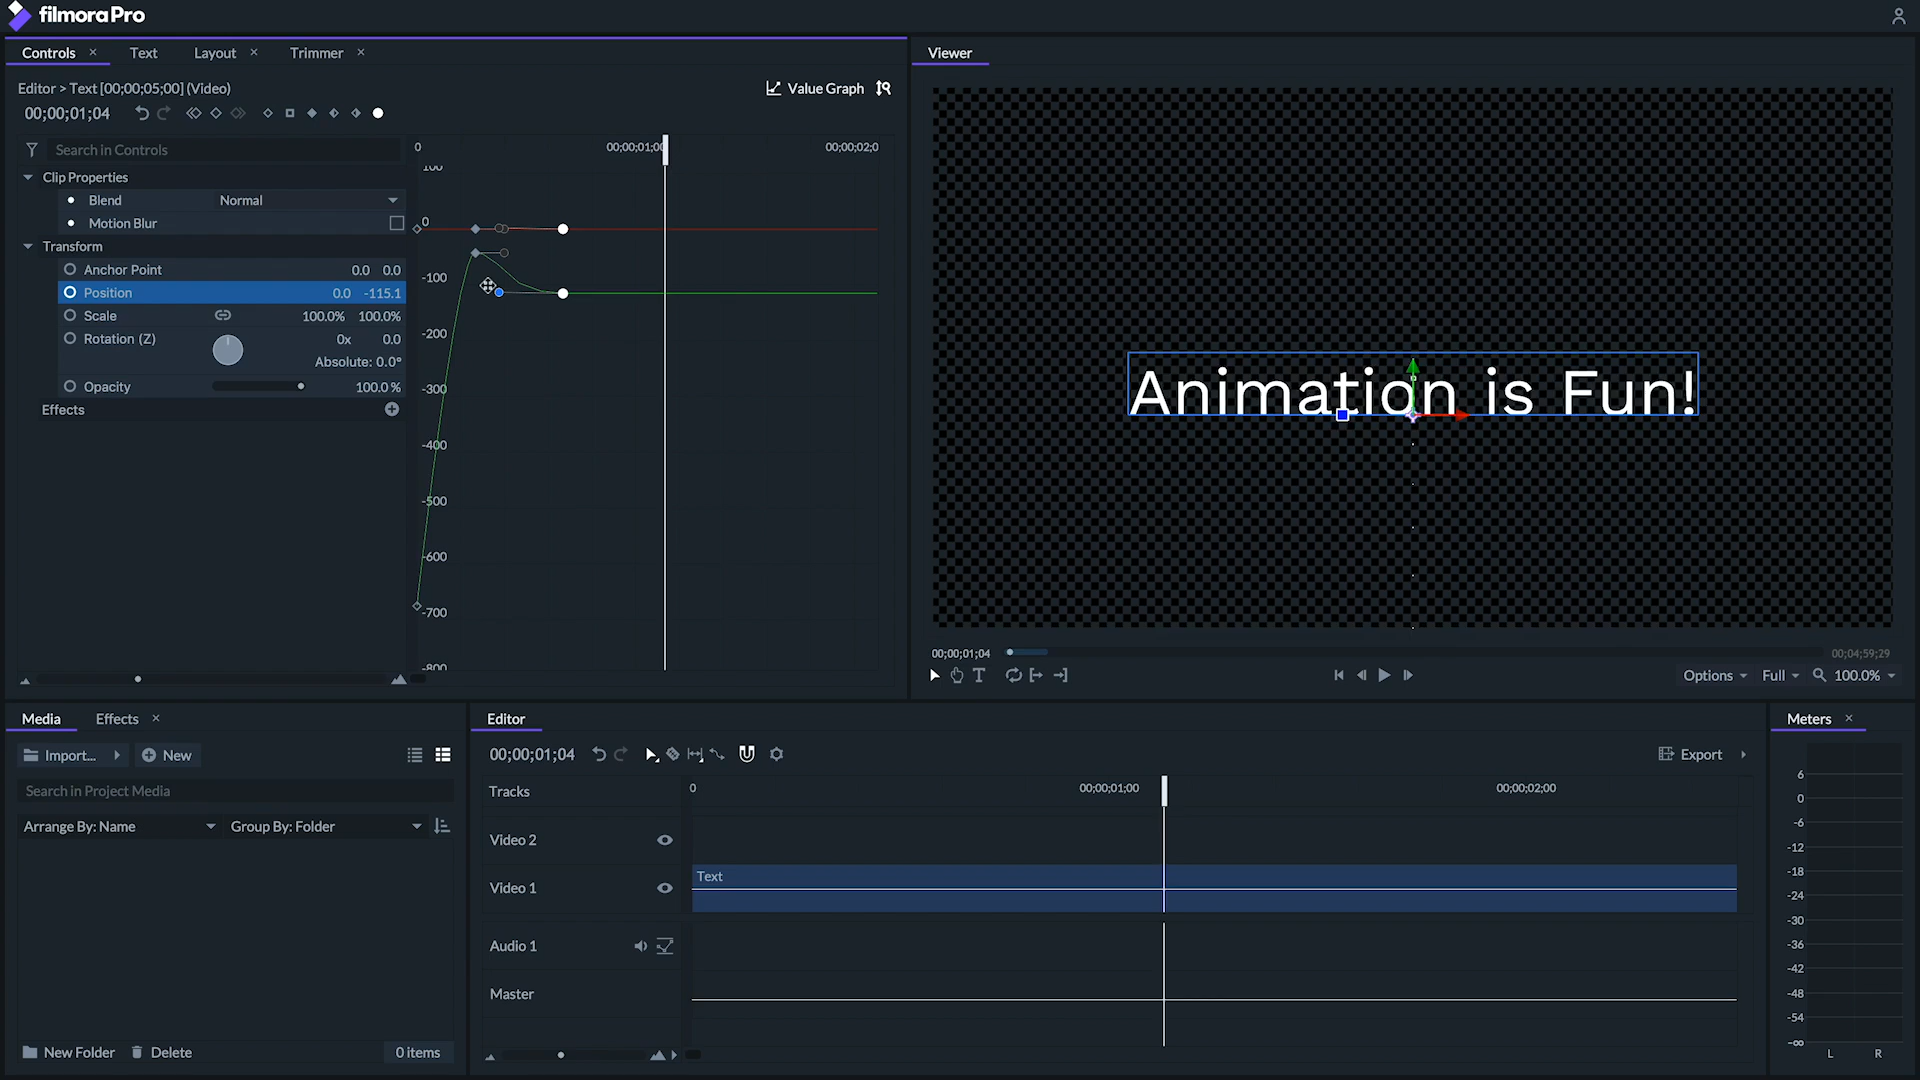 filmoraPro
Controls
Text
Layout
Trimmer
Editor > Text [00;00;05;00] (Video)
Value Graph
00;00;01;04
Search in Controls
0
00;00;01;00
00;00;02;0
Clip Properties
Blend
Normal
Motion Blur
Transform
Anchor Point
0.0 0.0
Position
0.0 -115.1
Scale
100.0% 100.0%
Rotation (Z)
0x 0.0
Absolute: 0.0°
Opacity
100.0 %
Effects
100
0
-100
-200
-300
-400
-500
-600
-700
-800
Viewer
Animation is Fun!
00;00;01;04
00;04;59;29
Options
Full
100.0%
Media
Effects
Import...
New
Search in Project Media
Arrange By: Name
Group By: Folder
New Folder
Delete
0 items
Editor
00;00;01;04
Export
Tracks
0
00;00;01;00
00;00;02;00
Video 2
Video 1
Text
Audio 1
Master
Meters
6
0
-6
-12
-18
-24
-30
-36
-42
-48
-54
-∞
L R